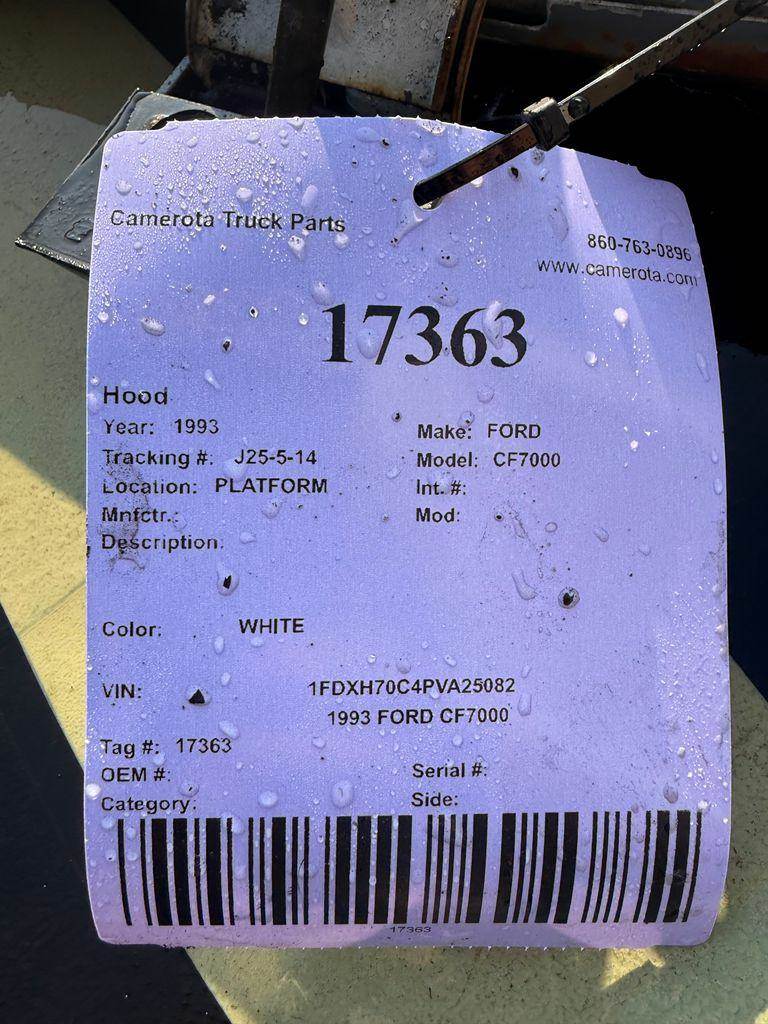 Camerota Truck Parts
860-763-0896
www.camerota.com
17363
Hood
Year: 1993
Make: FORD
Tracking #: J25-5-14
Model: CF7000
Location: PLATFORM
Int. #:
Mnfctr.:
Mod:
Description:
Color: WHITE
VIN: 1FDXH70C4PVA25082
1993 FORD CF7000
Tag #: 17363
OEM #:
Serial #:
Category:
Side:
17363